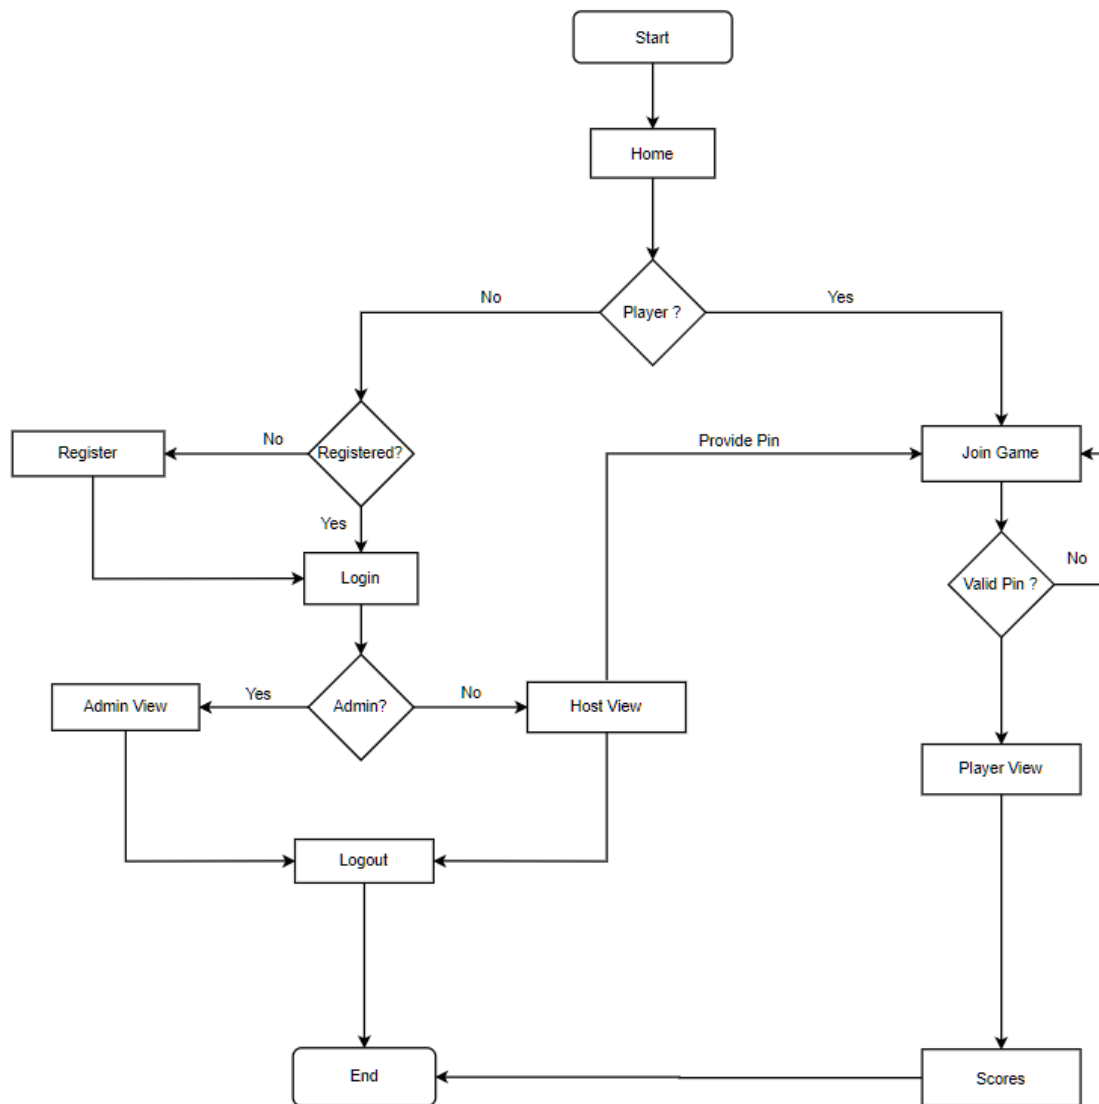 Start
Home
Player ?
No
Yes
Registered?
No
Register
Yes
Login
Provide Pin
Join Game
Valid Pin ?
No
Admin?
Yes
Admin View
No
Host View
Player View
Logout
End
Scores